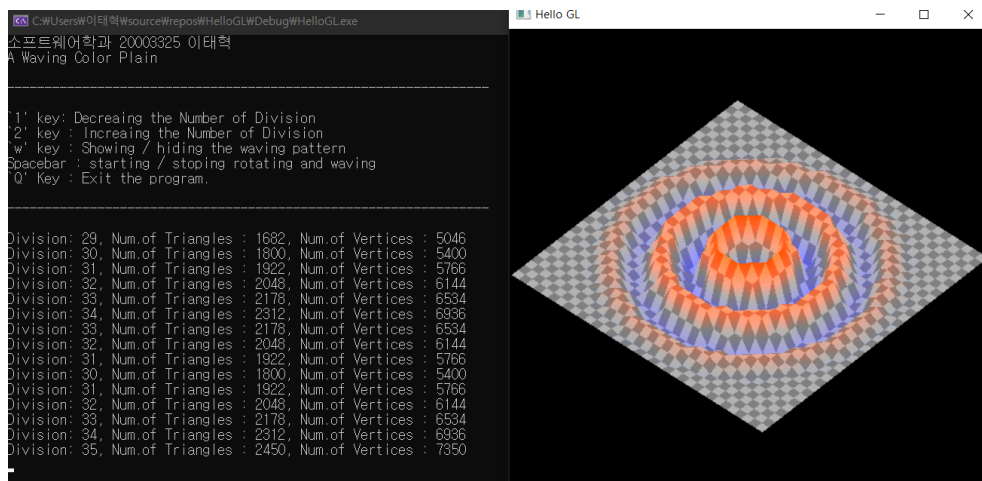 C:\Users\이태혁\source\repos\HelloGL\Debug\HelloGL.exe
소프트웨어학과 20003325 이태혁
A Waving Color Plain
--------------------------------------------------------------
`1' key: Decreaing the Number of Division
`2' key : Increaing the Number of Division
`w' key : Showing / hiding the waving pattern
Spacebar : starting / stoping rotating and waving
`Q' Key : Exit the program.
--------------------------------------------------------------
Division: 29, Num.of Triangles : 1682, Num.of Vertices : 5046
Division: 30, Num.of Triangles : 1800, Num.of Vertices : 5400
Division: 31, Num.of Triangles : 1922, Num.of Vertices : 5766
Division: 32, Num.of Triangles : 2048, Num.of Vertices : 6144
Division: 33, Num.of Triangles : 2178, Num.of Vertices : 6534
Division: 34, Num.of Triangles : 2312, Num.of Vertices : 6936
Division: 33, Num.of Triangles : 2178, Num.of Vertices : 6534
Division: 32, Num.of Triangles : 2048, Num.of Vertices : 6144
Division: 31, Num.of Triangles : 1922, Num.of Vertices : 5766
Division: 30, Num.of Triangles : 1800, Num.of Vertices : 5400
Division: 31, Num.of Triangles : 1922, Num.of Vertices : 5766
Division: 32, Num.of Triangles : 2048, Num.of Vertices : 6144
Division: 33, Num.of Triangles : 2178, Num.of Vertices : 6534
Division: 34, Num.of Triangles : 2312, Num.of Vertices : 6936
Division: 35, Num.of Triangles : 2450, Num.of Vertices : 7350
Hello GL